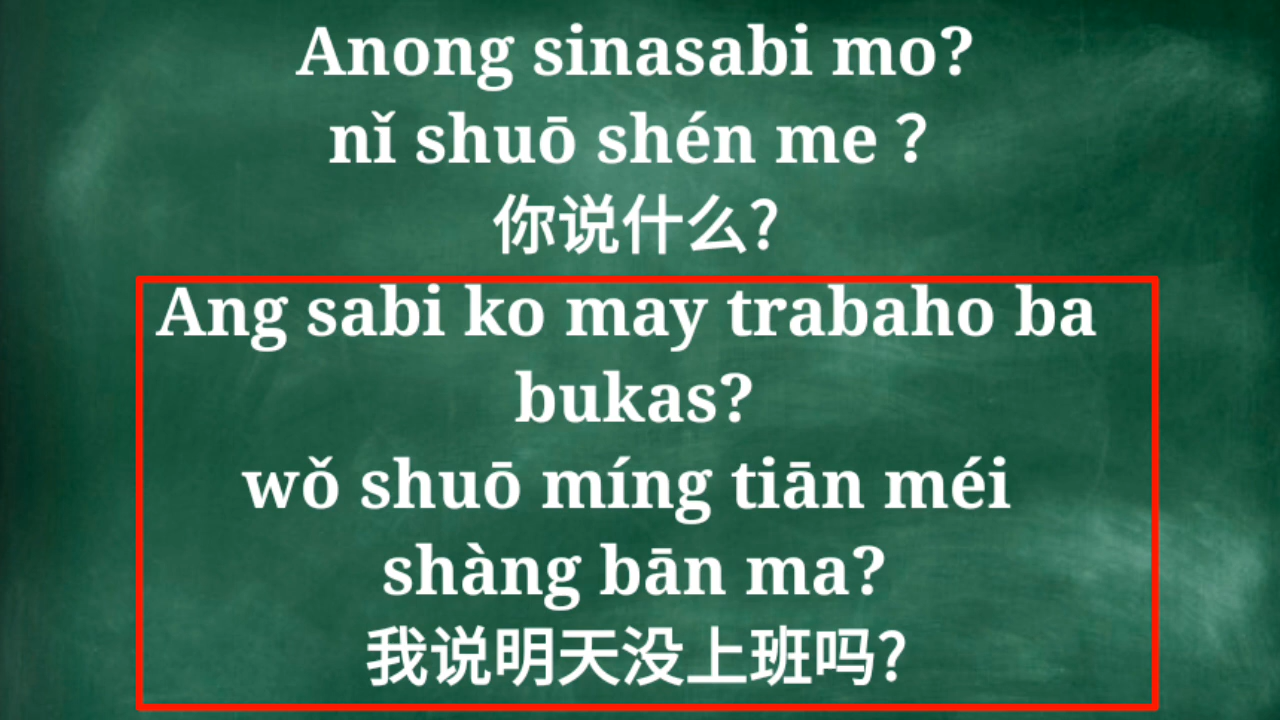 Anong sinasabi mo?
nǐ shuō shén me？
你说什么?
Ang sabi ko may trabaho ba
bukas?
wǒ shuō míng tiān méi
shàng bān ma?
我说明天没上班吗?